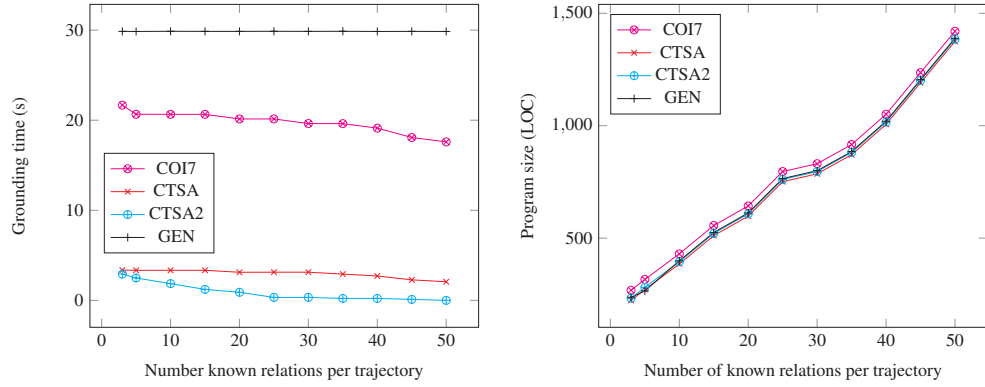 30
20
10
0
Grounding time (s)
COI7
CTSA
CTSA2
GEN
0 10 20 30 40 50
Number known relations per trajectory
1,500
1,000
500
Program size (LOC)
COI7
CTSA
CTSA2
GEN
0 10 20 30 40 50
Number of known relations per trajectory